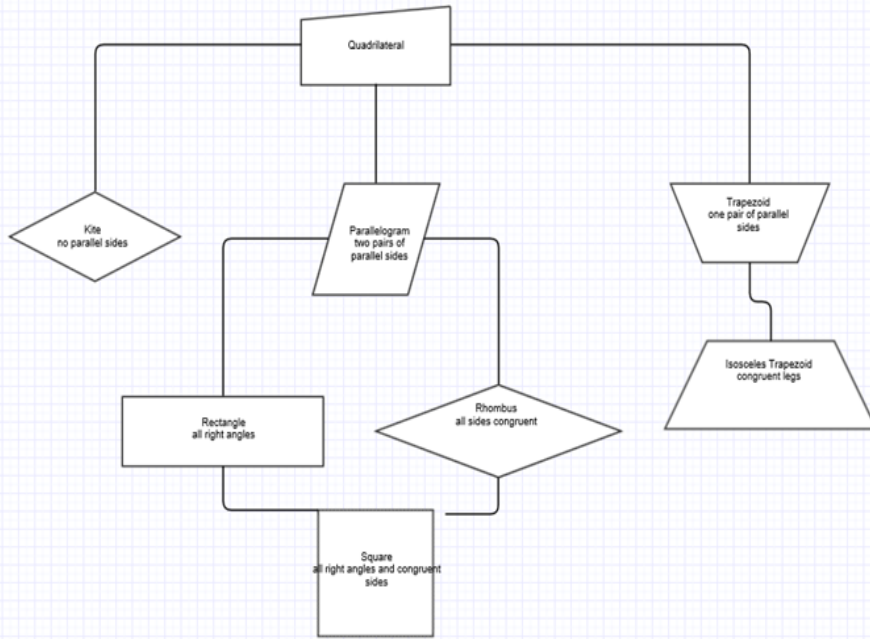 Quadrilateral
Kite
no parallel sides
Parallelogram
two pairs of
parallel sides
Trapezoid
one pair of parallel
sides
Isosceles Trapezoid
congruent legs
Rectangle
all right angles
Rhombus
all sides congruent
Square
all right angles and congruent
sides